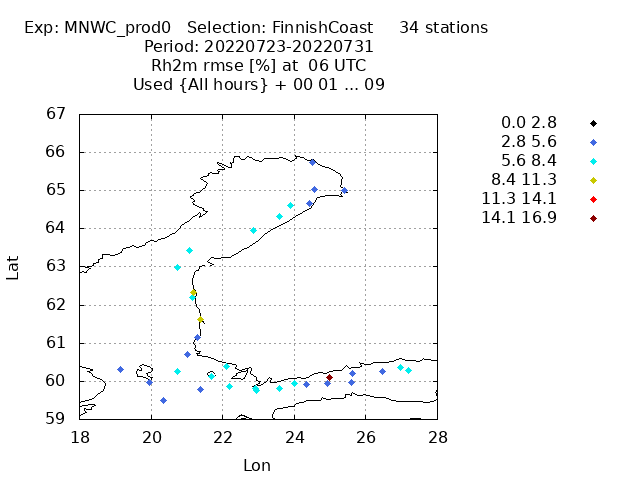 Exp: MNWC_prod0 Selection: FinnishCoast 34 stations
Period: 20220723-20220731
Rh2m rmse [%] at 06 UTC
Used {All hours} + 00 01 ... 09
67
66
65
64
63
62
61
60
59
Lat
18 20 22 24 26 28
Lon
0.0 2.8
2.8 5.6
5.6 8.4
8.4 11.3
11.3 14.1
14.1 16.9